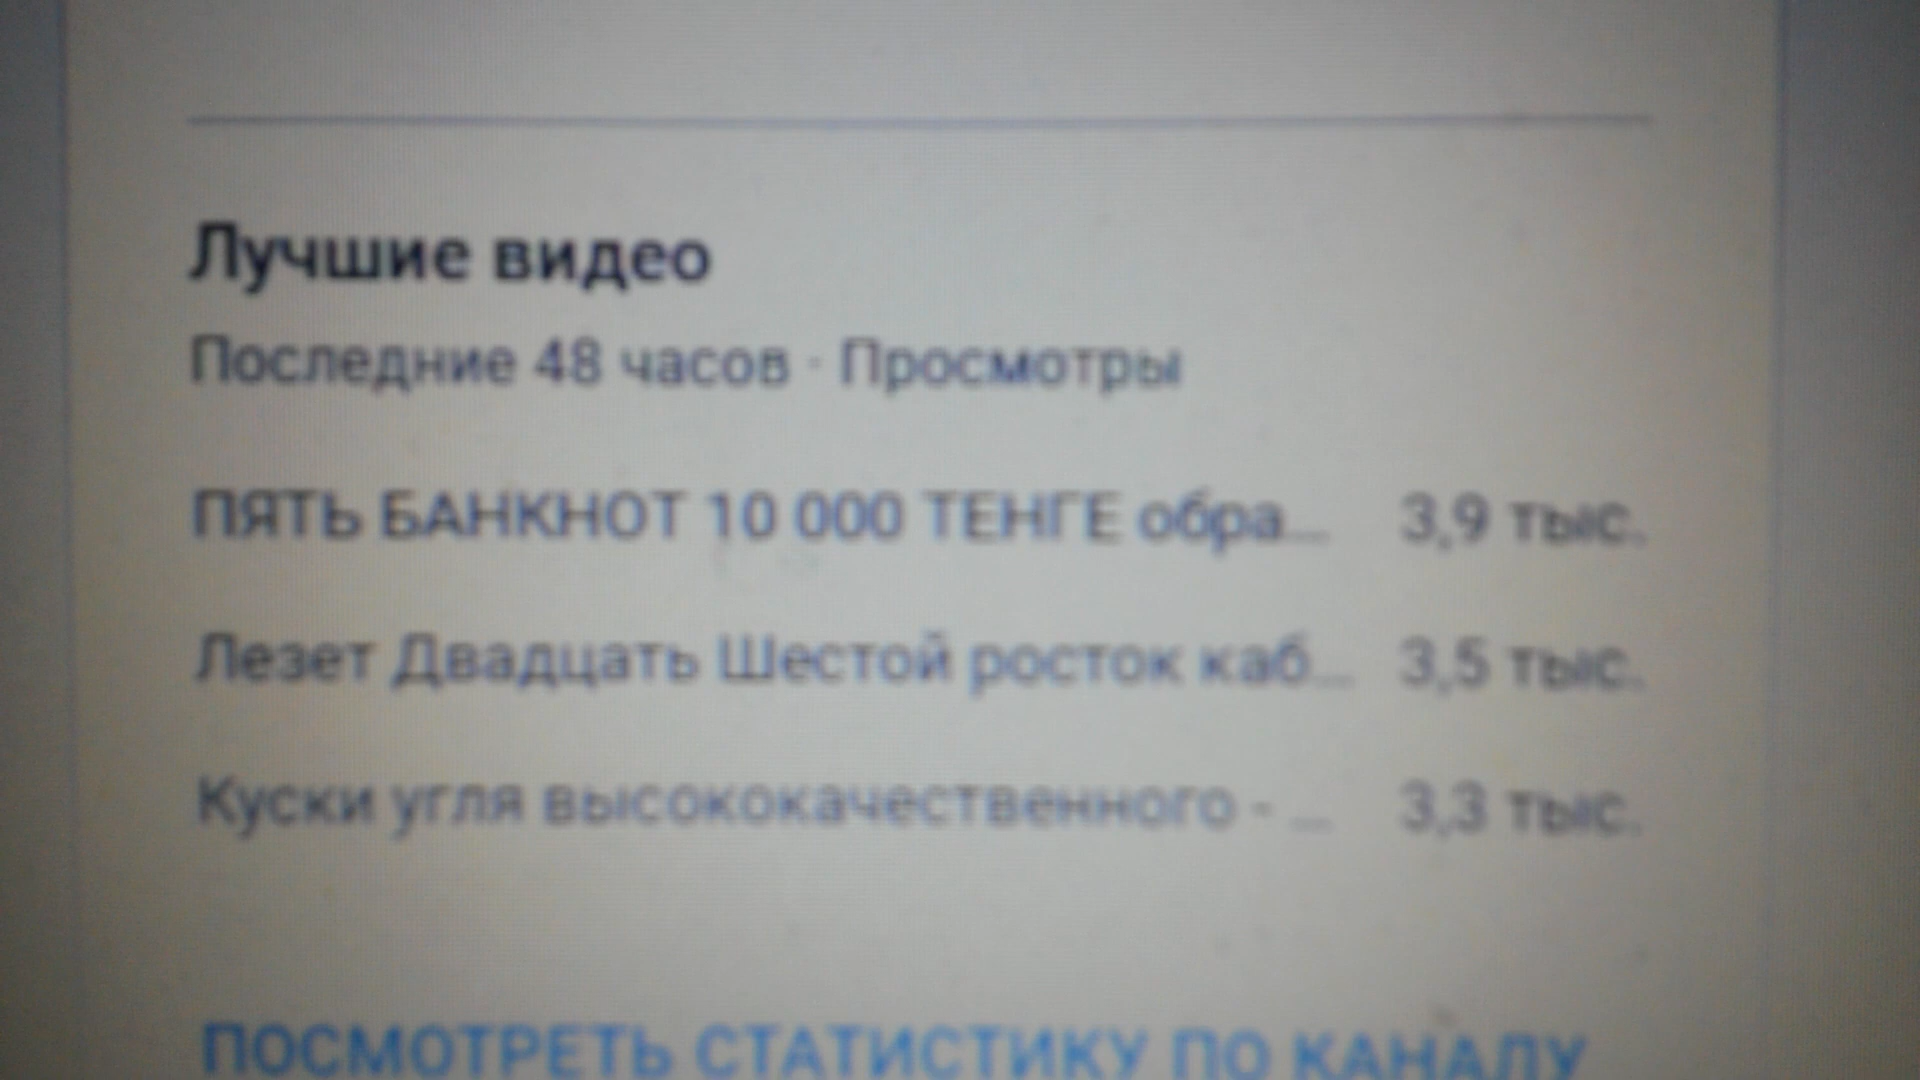 Лучшие видео
Последние 48 часов · Просмотры
ПЯТЬ БАНКНОТ 10 000 ТЕНГЕ обра... 3,9 тыс.
Лезет Двадцать Шестой росток каб... 3,5 тыс.
Куски угля высококачественного - ... 3,3 тыс.
ПОСМОТРЕТЬ СТАТИСТИКУ ПО КАНАЛУ